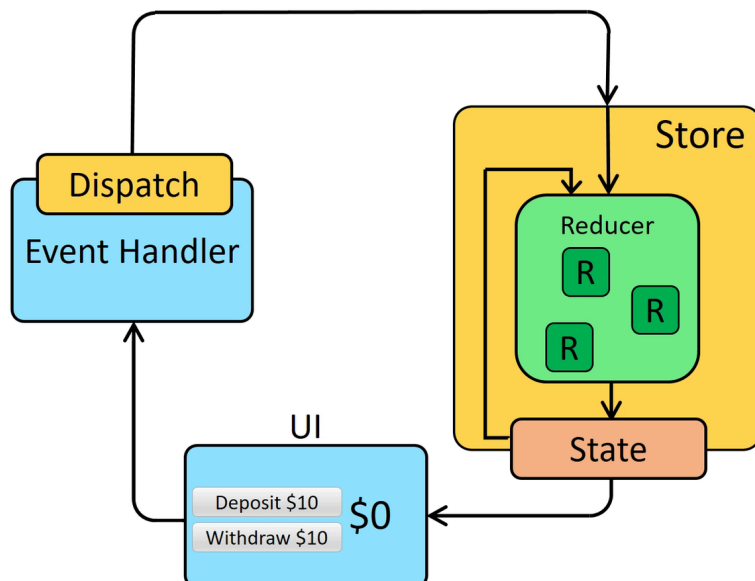 Store
Dispatch
Event Handler
Reducer
R
R
R
State
UI
Deposit $10
Withdraw $10
$0